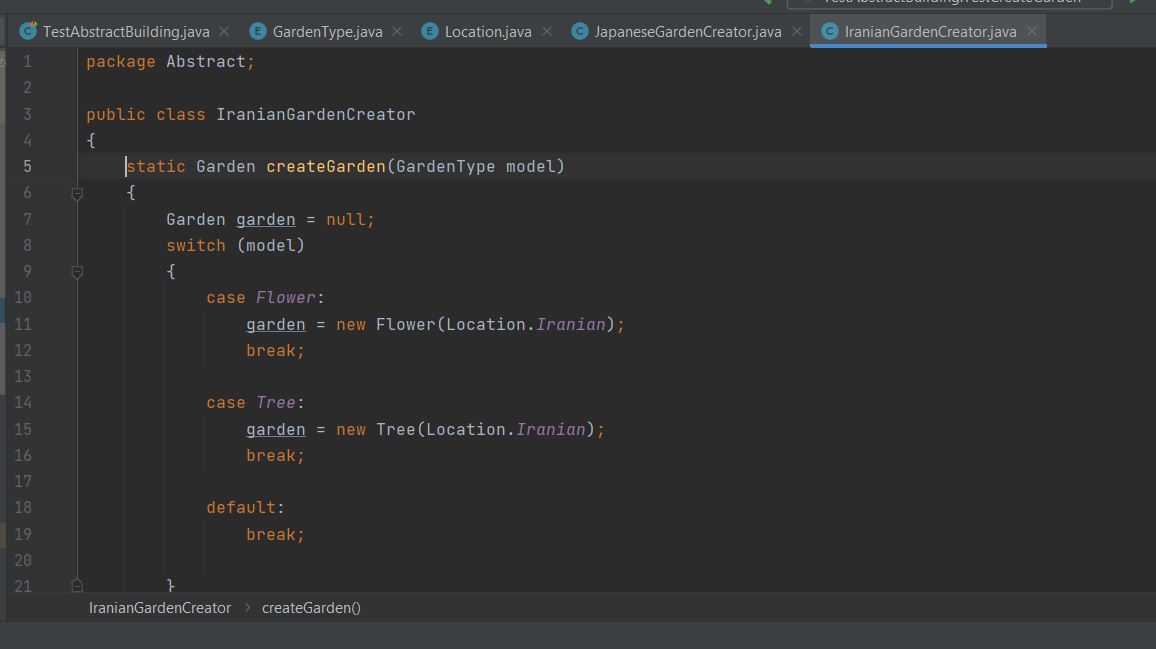 TestAbstractBuilding.TestCreateGarden
TestAbstractBuilding.java GardenType.java Location.java JapaneseGardenCreator.java IranianGardenCreator.java
1 package Abstract;
2
3 public class IranianGardenCreator
4 {
5 static Garden createGarden(GardenType model)
6 {
7 Garden garden = null;
8 switch (model)
9 {
10 case Flower:
11 garden = new Flower(Location.Iranian);
12 break;
13
14 case Tree:
15 garden = new Tree(Location.Iranian);
16 break;
17
18 default:
19 break;
20
21 }
IranianGardenCreator > createGarden()